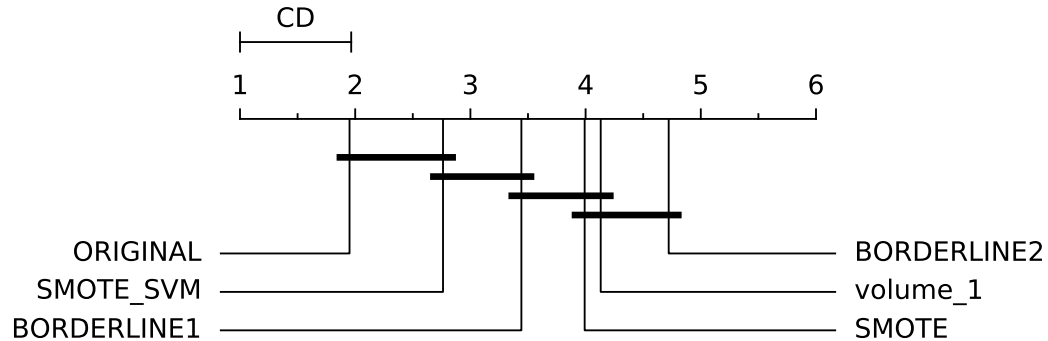 CD
1 2 3 4 5 6
ORIGINAL BORDERLINE2
SMOTE_SVM volume_1
BORDERLINE1 SMOTE